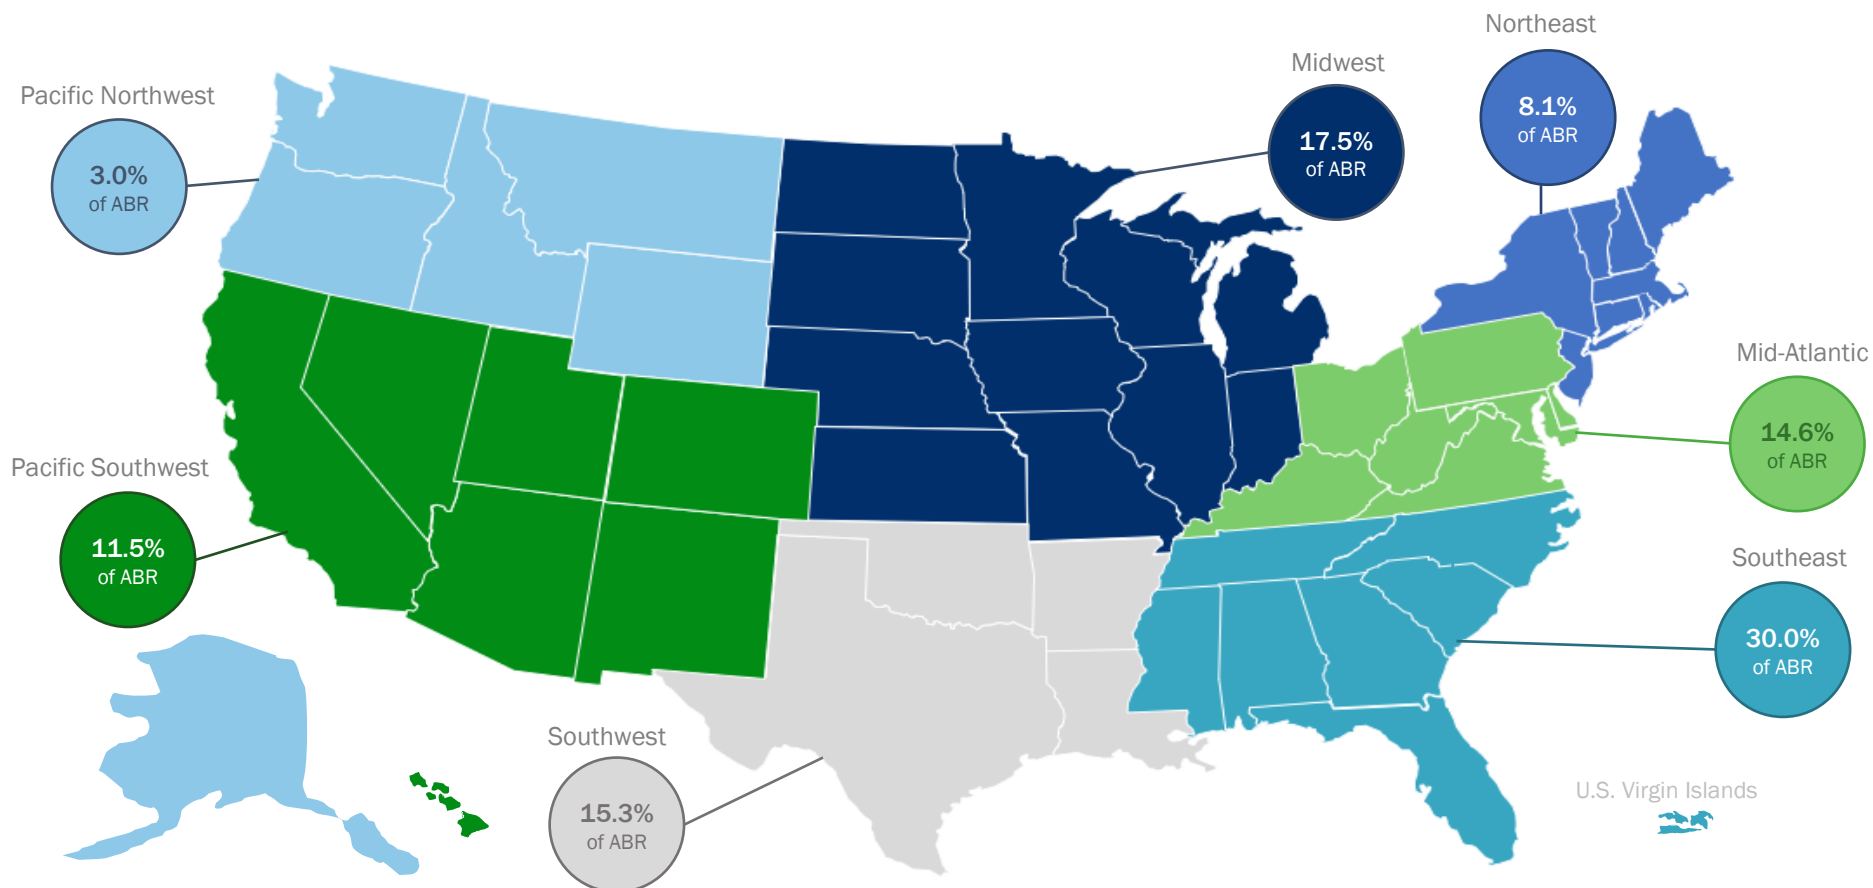 Northeast
8.1%
of ABR
Midwest
17.5%
of ABR
Pacific Northwest
3.0%
of ABR
Mid-Atlantic
14.6%
of ABR
Pacific Southwest
11.5%
of ABR
Southeast
30.0%
of ABR
Southwest
15.3%
of ABR
U.S. Virgin Islands